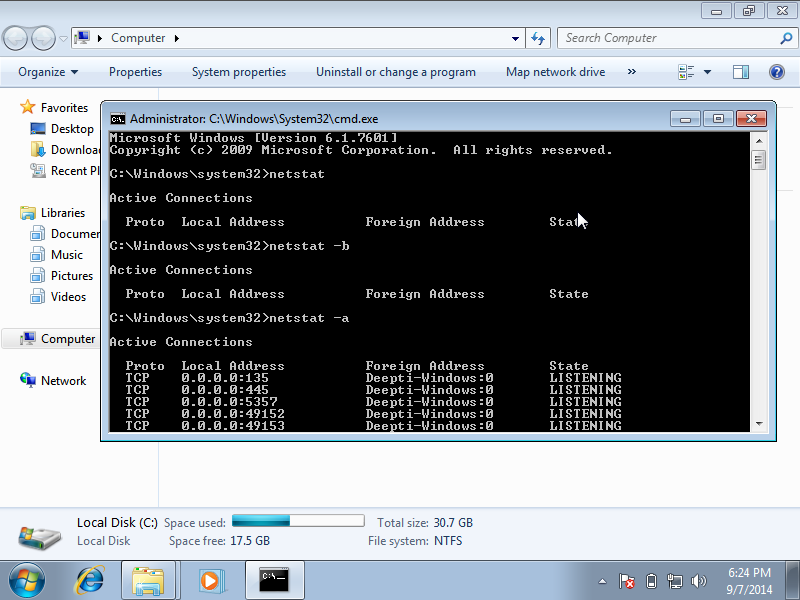 Computer
Search Computer
Organize Properties System properties Uninstall or change a program Map network drive »
Favorites
Desktop
Downloa
Recent Pl
Libraries
Documen
Music
Pictures
Videos
Computer
Network
Administrator: C:\Windows\System32\cmd.exe
Microsoft Windows [Version 6.1.7601]
Copyright (c) 2009 Microsoft Corporation.  All rights reserved.
C:\Windows\system32>netstat
Active Connections
Proto  Local Address          Foreign Address        State
C:\Windows\system32>netstat -b
Active Connections
Proto  Local Address          Foreign Address        State
C:\Windows\system32>netstat -a
Active Connections
Proto  Local Address          Foreign Address        State
TCP    0.0.0.0:135            Deepti-Windows:0       LISTENING
TCP    0.0.0.0:445            Deepti-Windows:0       LISTENING
TCP    0.0.0.0:5357           Deepti-Windows:0       LISTENING
TCP    0.0.0.0:49152          Deepti-Windows:0       LISTENING
TCP    0.0.0.0:49153          Deepti-Windows:0       LISTENING
Local Disk (C:) Space used: Total size: 30.7 GB
Local Disk Space free: 17.5 GB File system: NTFS
6:24 PM
9/7/2014